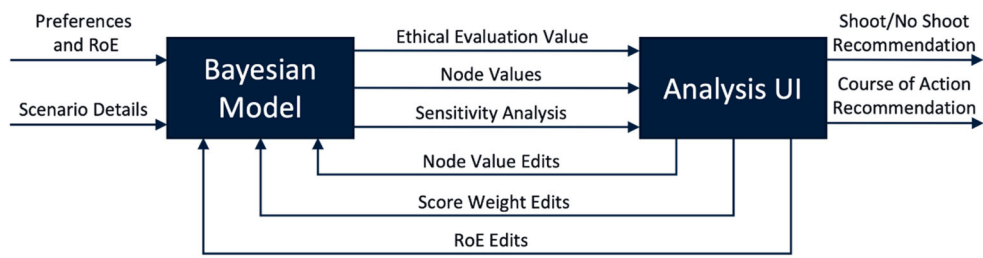 Preferences
and RoE
Scenario Details
Bayesian
Model
Ethical Evaluation Value
Node Values
Sensitivity Analysis
Node Value Edits
Score Weight Edits
RoE Edits
Analysis UI
Shoot/No Shoot
Recommendation
Course of Action
Recommendation